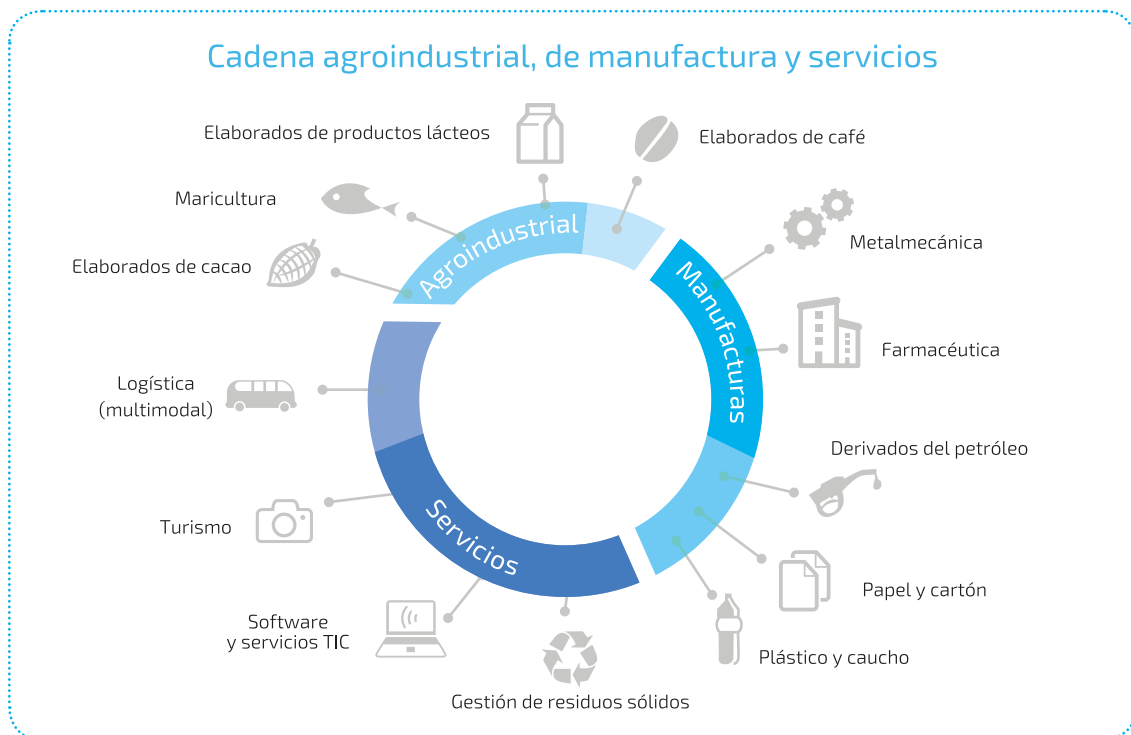 Cadena agroindustrial, de manufactura y servicios
Elaborados de productos lácteos
Elaborados de café
Maricultura
Elaborados de cacao
Agroindustrial
Metalmecánica
Manufacturas
Farmacéutica
Logística
(multimodal)
Derivados del petróleo
Turismo
Servicios
Papel y cartón
Software
y servicios TIC
Plástico y caucho
Gestión de residuos sólidos